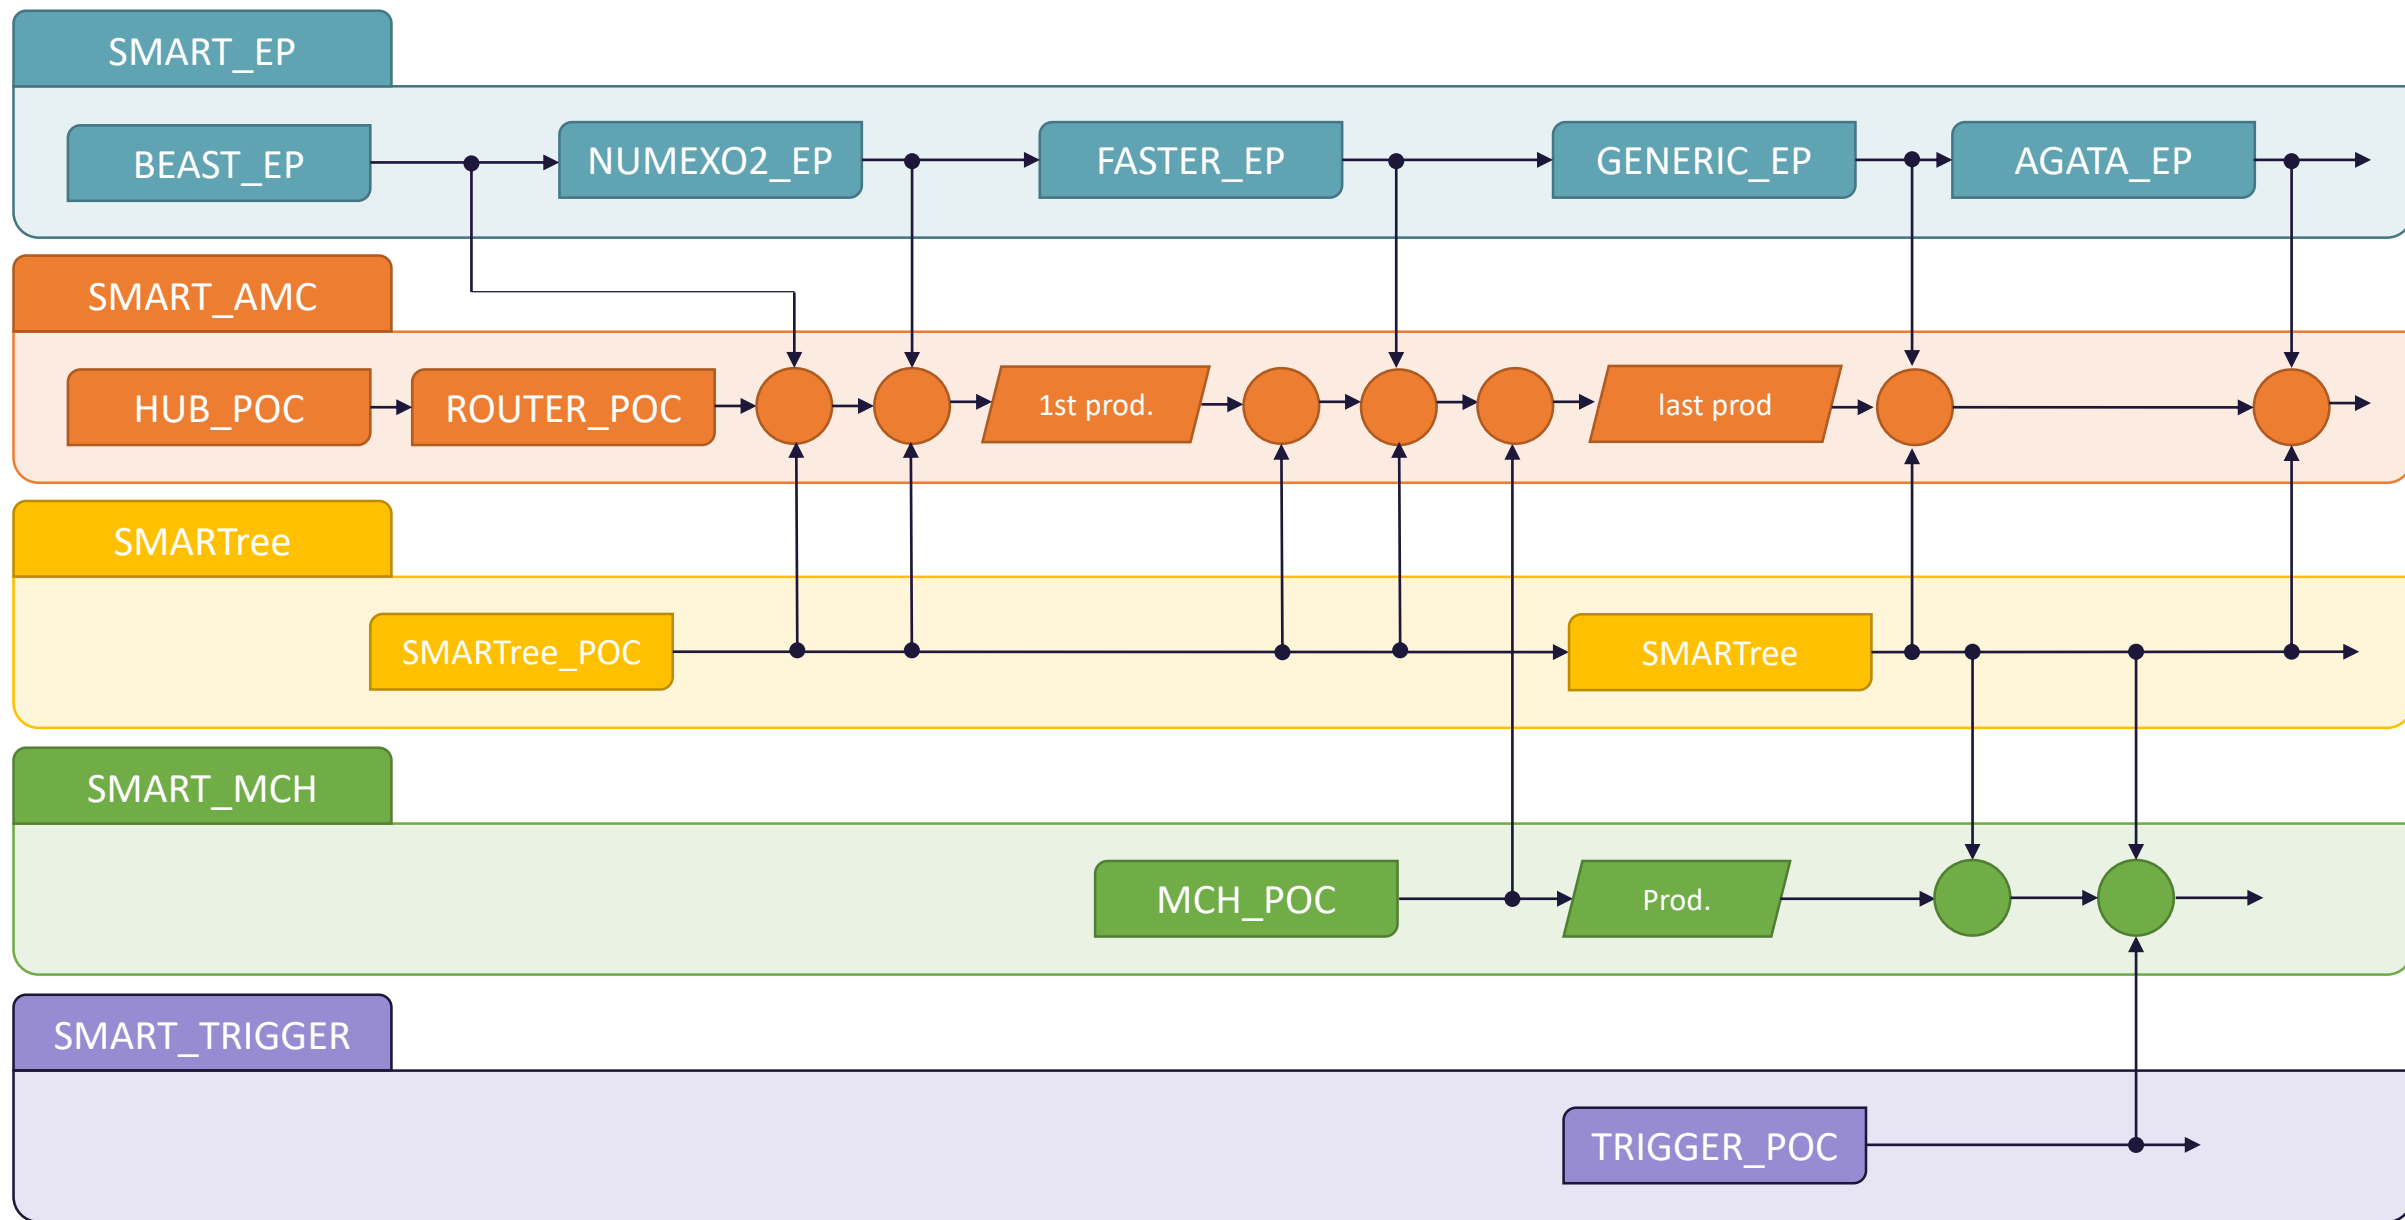 SMART_EP
BEAST_EP
NUMEXO2_EP
FASTER_EP
GENERIC_EP
AGATA_EP
SMART_AMC
HUB_POC
ROUTER_POC
1st prod.
last prod
SMARTree
SMARTree_POC
SMARTree
SMART_MCH
MCH_POC
Prod.
SMART_TRIGGER
TRIGGER_POC